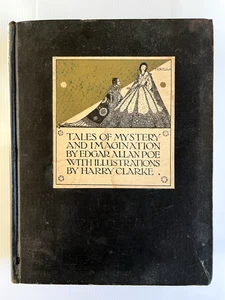 TALES OF MYSTERY
AND IMAGINATION
BY EDGAR ALLAN POE
WITH ILLUSTRATIONS
BY HARRY CLARKE .